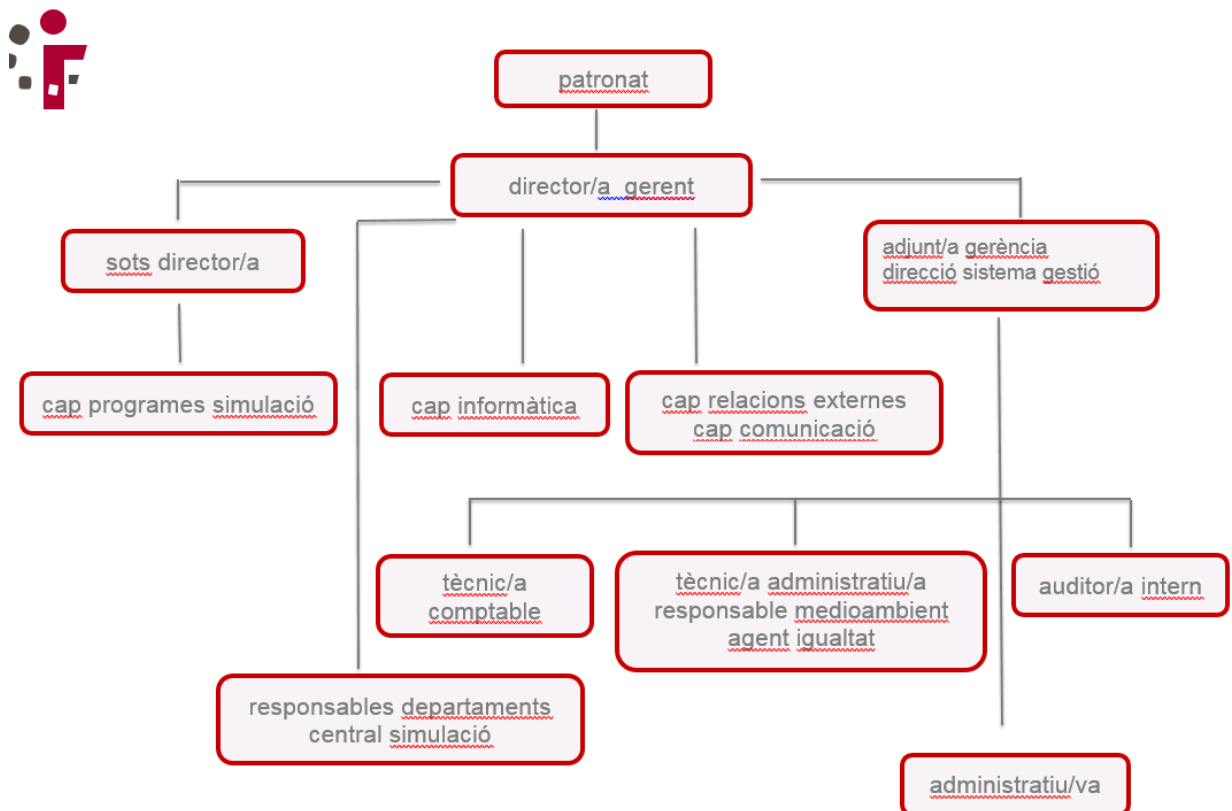 patronat
director/a gerent
sots director/a
adjunt/a gerència
direcció sistema gestió
cap programes simulació
cap informàtica
cap relacions externes
cap comunicació
tècnic/a
comptable
tècnic/a administratiu/a
responsable medioambient
agent igualtat
auditor/a intern
responsables departaments
central simulació
administratiu/va